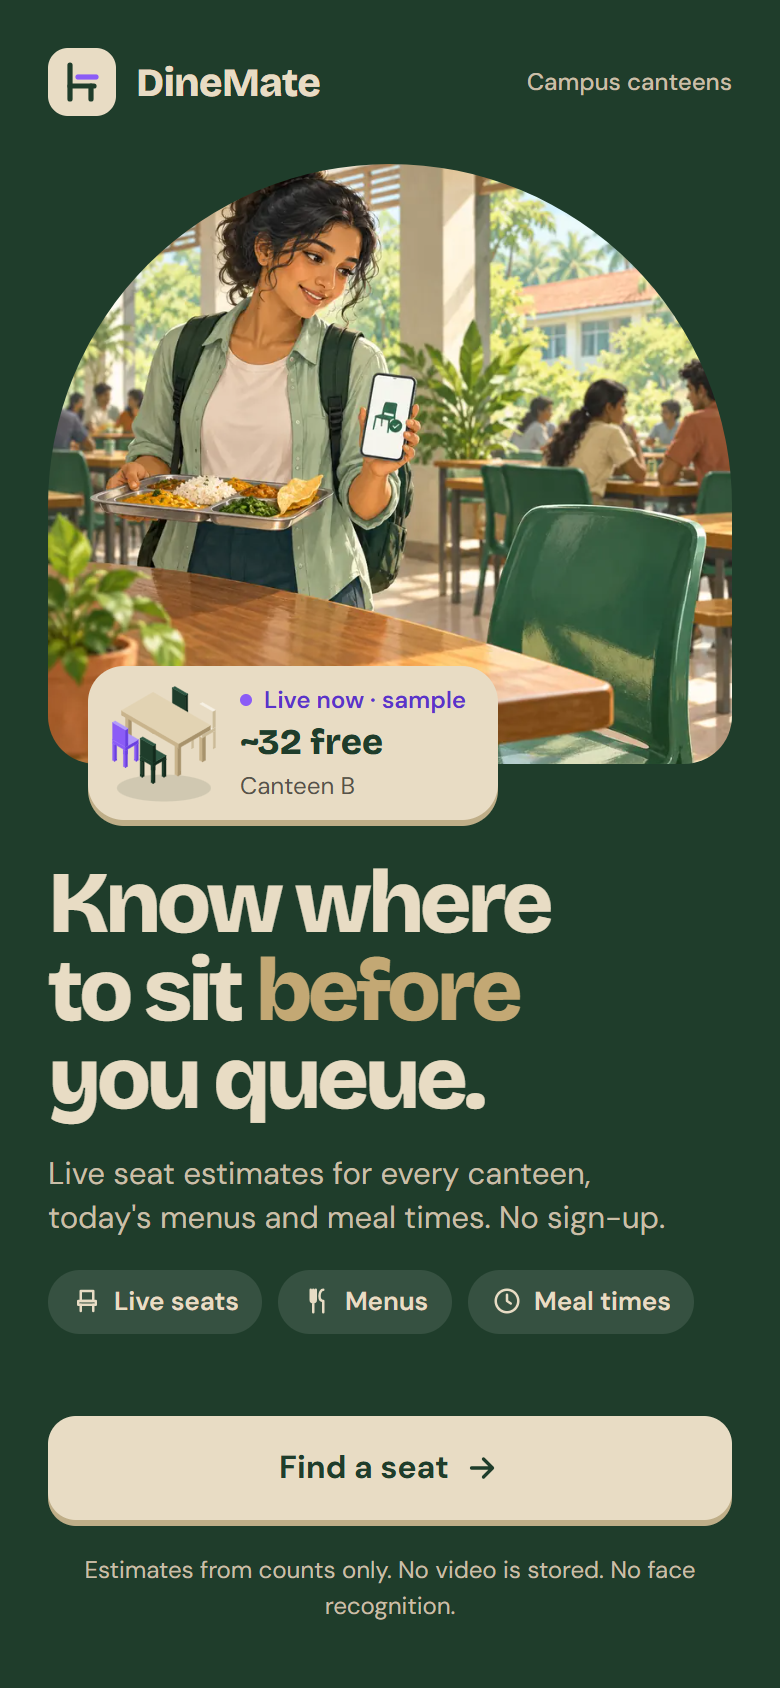 DineMate
Campus canteens
Live now · sample
~32 free
Canteen B
Know where
to sit before
you queue.
Live seat estimates for every canteen,
today's menus and meal times. No sign-up.
Live seats
Menus
Meal times
Find a seat →
Estimates from counts only. No video is stored. No face
recognition.